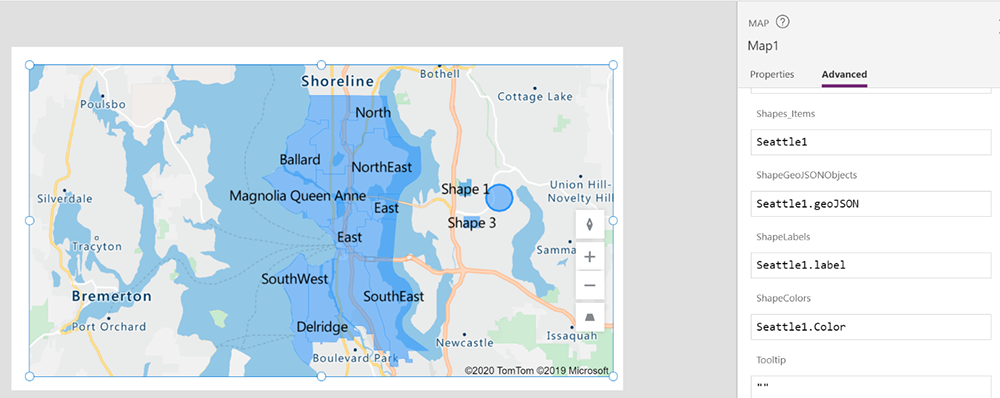 MAP
Map1
Properties Advanced
Shapes_Items
Seattle1
ShapeGeoJSONObjects
Seattle1.geoJSON
ShapeLabels
Seattle1.label
ShapeColors
Seattle1.Color
Tooltip
""
Bothell
Shoreline
Cottage Lake
Poulsbo
North
Ballard
NorthEast
Shape 1
Union Hill-
Novelty Hill
Magnolia Queen Anne
Silverdale
East
Shape 3
East
Tracyton
Samma
SouthWest
Bremerton
SouthEast
Port Orchard
Delridge
Issaquah
Newcastle
Boulevard Park
©2020 TomTom ©2019 Microsoft